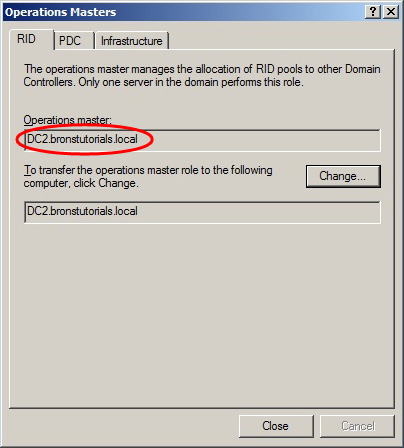 Operations Masters
RID PDC Infrastructure
The operations master manages the allocation of RID pools to other Domain
Controllers. Only one server in the domain performs this role.
Operations master:
DC2.bronstutorials.local
To transfer the operations master role to the following
computer, click Change.
Change...
DC2.bronstutorials.local
Close Cancel